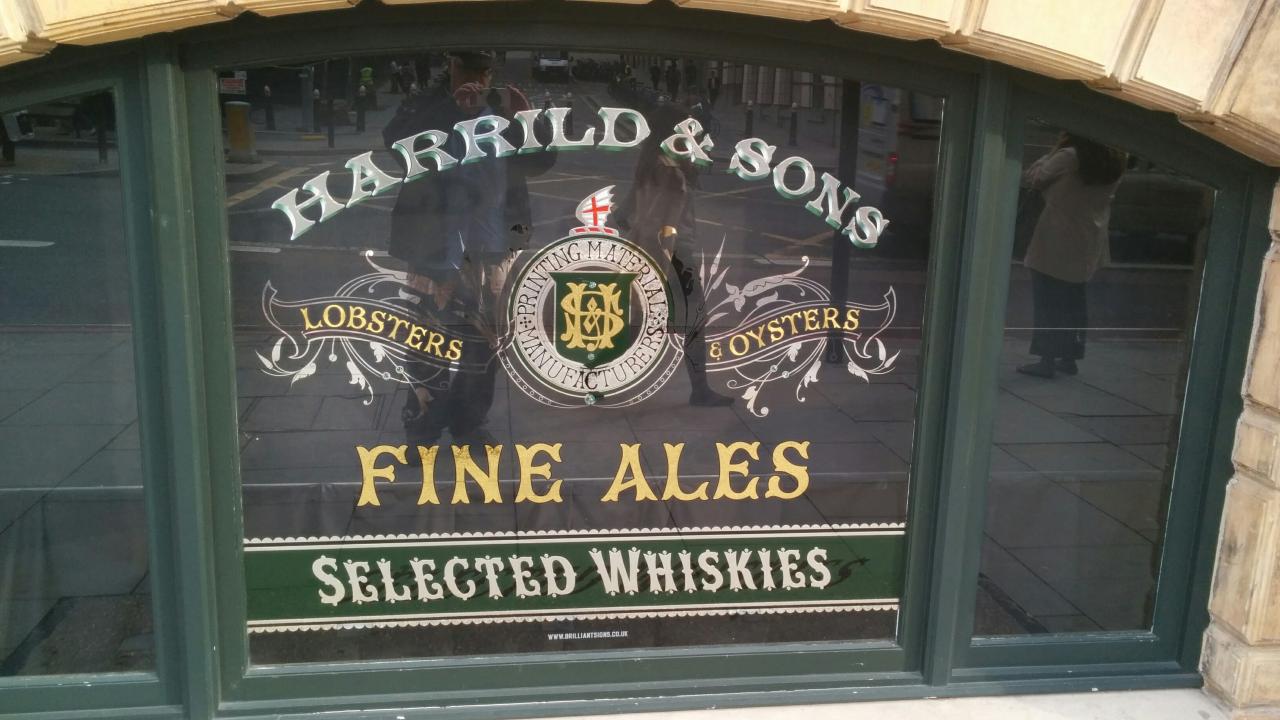 HARRILD & SONS
PRINTING MATERIAL
MANUFACTURERS
H&S
LOBSTERS
& OYSTERS
FINE ALES
SELECTED WHISKIES
WWW.BRILLIANTSIGNS.CO.UK